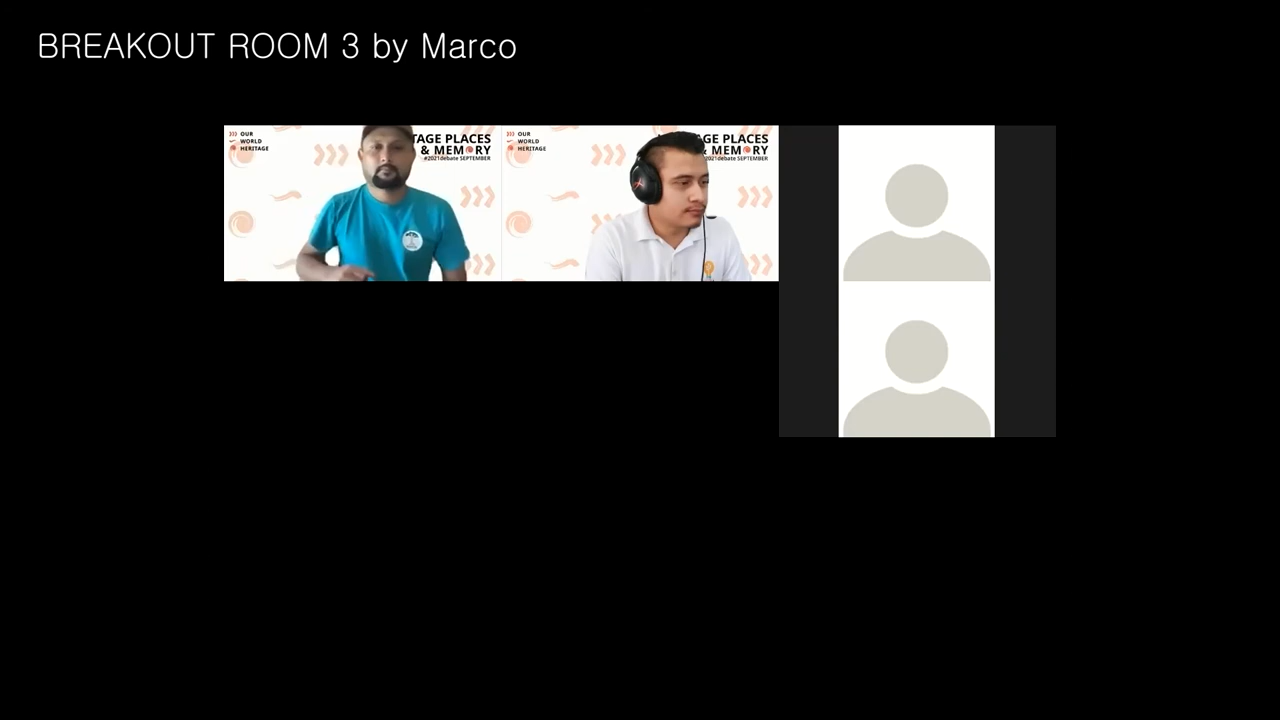 BREAKOUT ROOM 3 by Marco
OUR
WORLD
HERITAGE
TAGE PLACES
& MEMORY
#2021debate SEPTEMBER
OUR
WORLD
HERITAGE
AGE PLACES
& MEMORY
2021debate SEPTEMBER